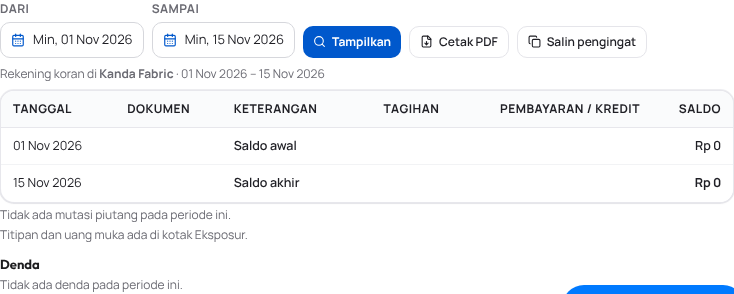 DARI SAMPAI
Min, 01 Nov 2026 Min, 15 Nov 2026 Tampilkan Cetak PDF Salin pengingat
Rekening koran di Kanda Fabric · 01 Nov 2026 – 15 Nov 2026
TANGGAL DOKUMEN KETERANGAN TAGIHAN PEMBAYARAN / KREDIT SALDO
01 Nov 2026 Saldo awal Rp 0
15 Nov 2026 Saldo akhir Rp 0
Tidak ada mutasi piutang pada periode ini.
Titipan dan uang muka ada di kotak Eksposur.
Denda
Tidak ada denda pada periode ini.